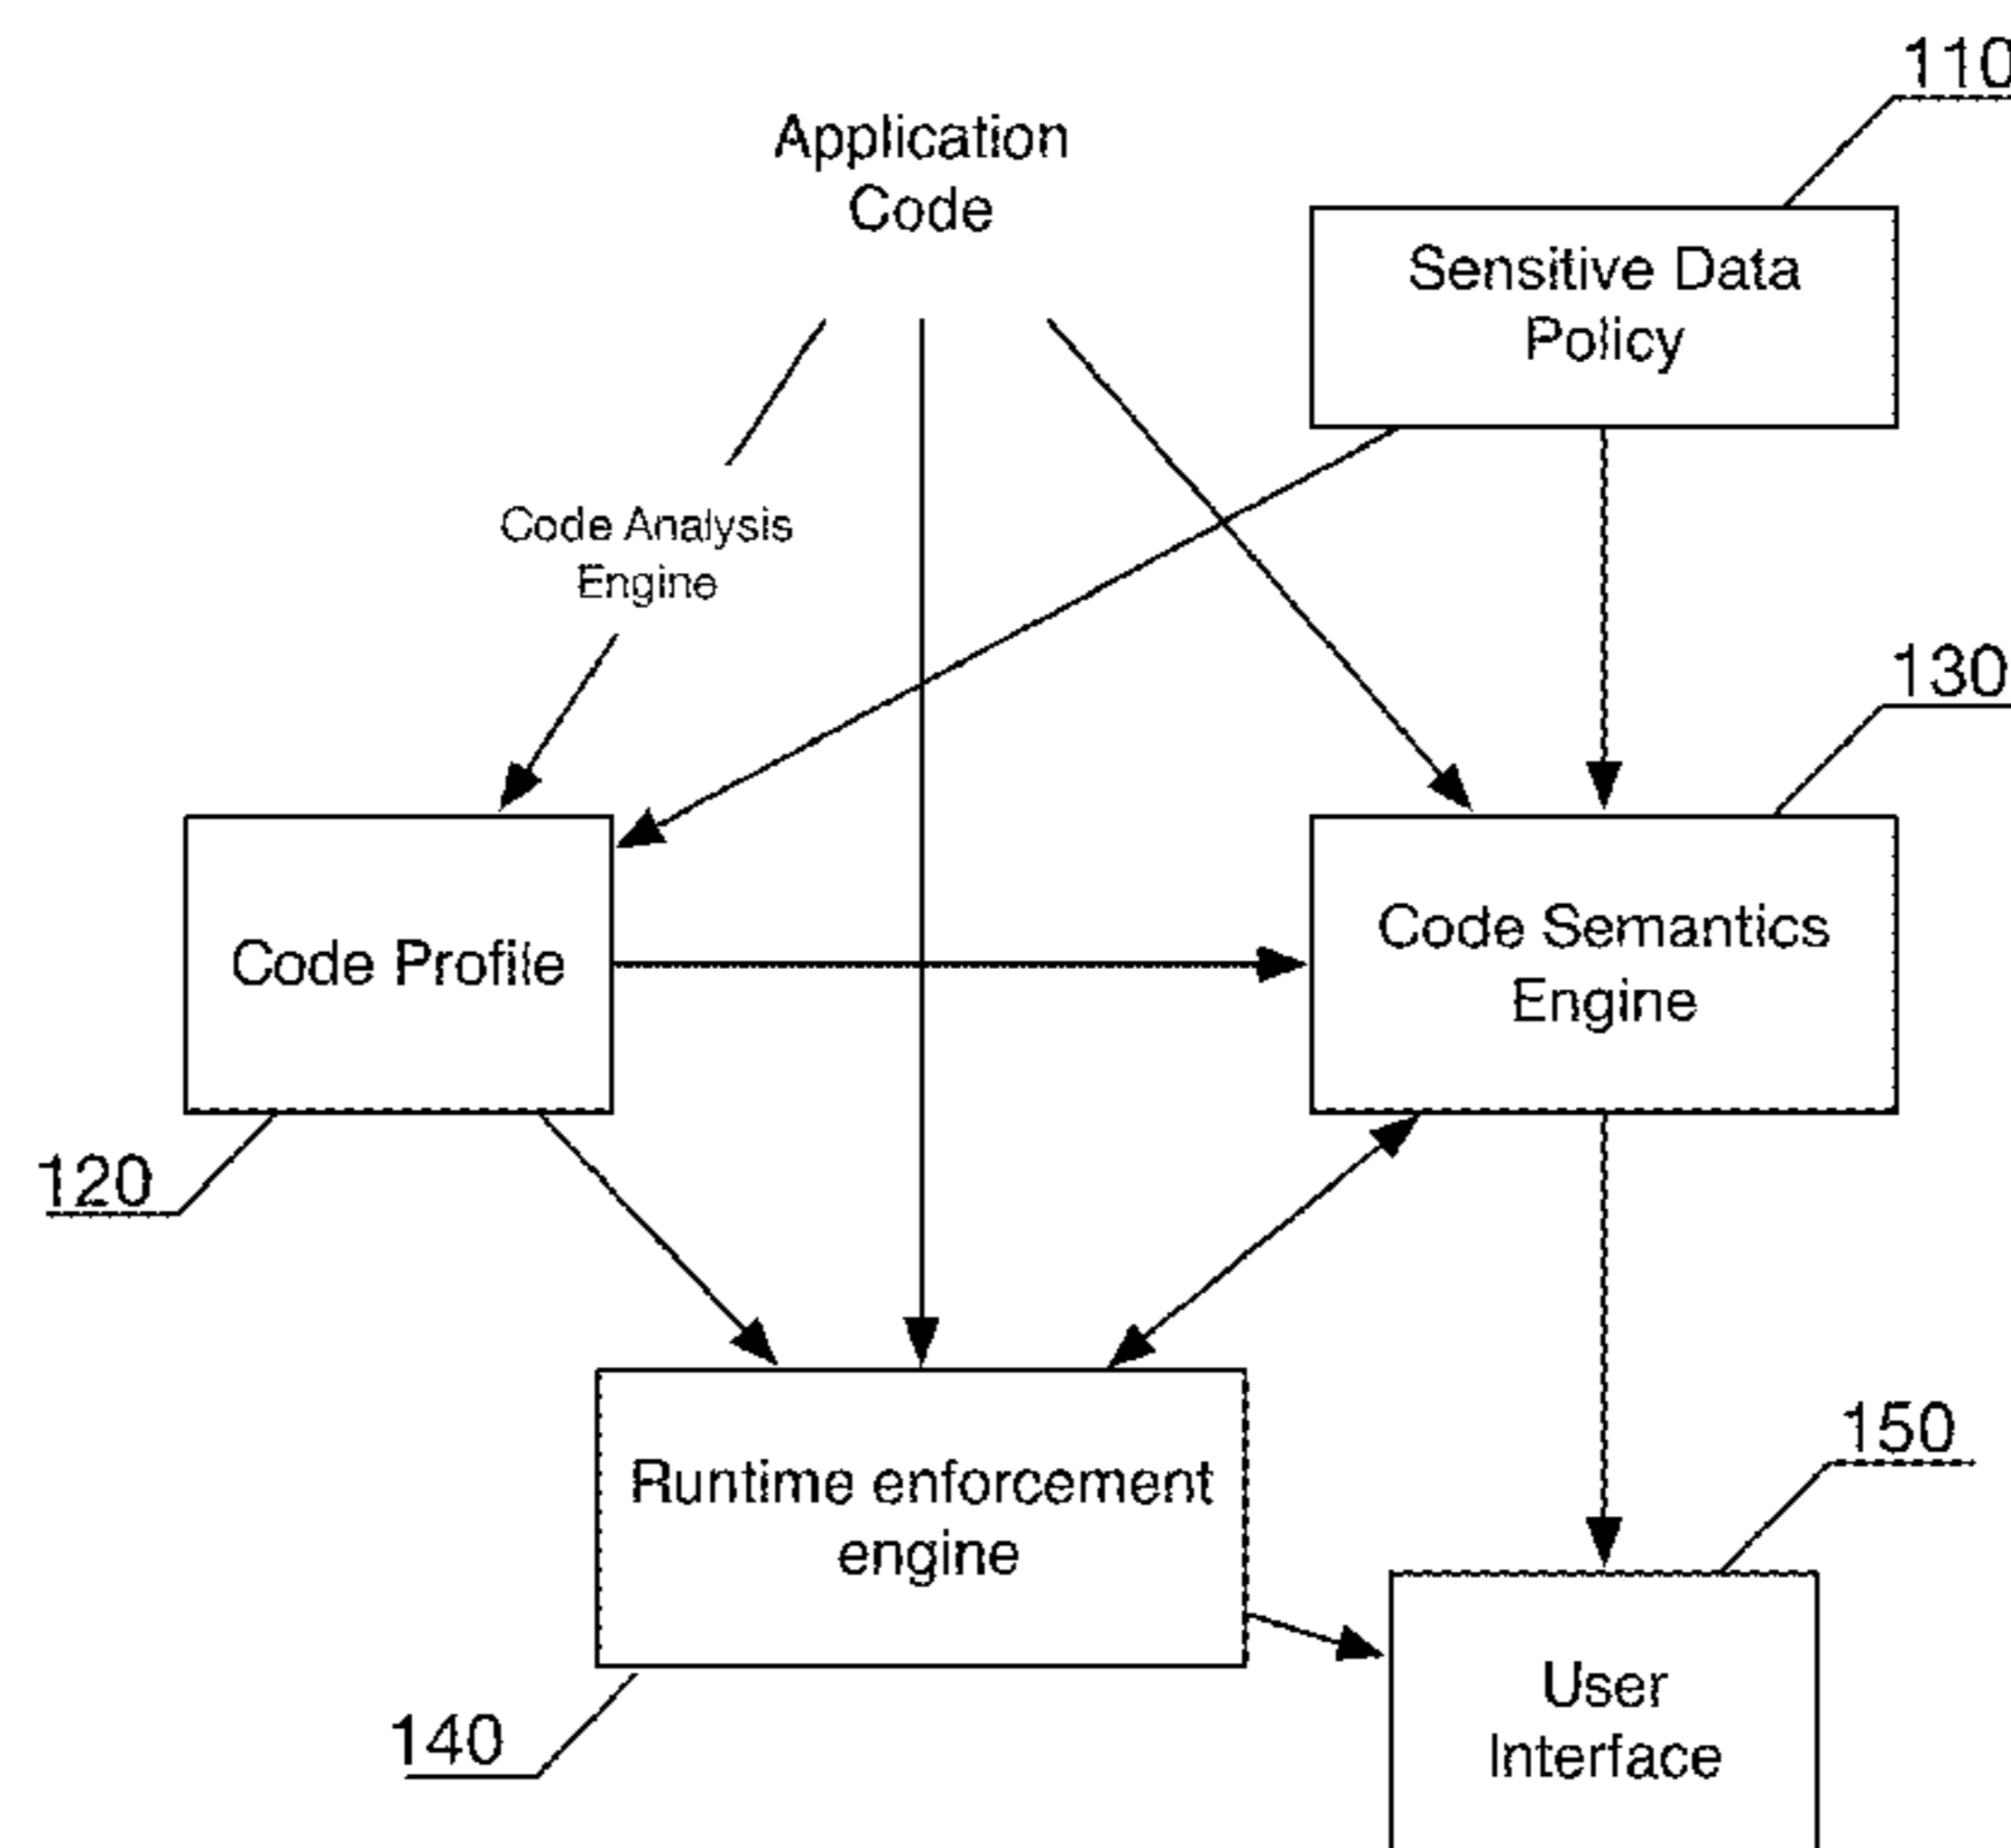 110
Application
Code
Sensitive Data
Policy
Code Analysis
Engine
130
Code Profile
Code Semantics
Engine
120
150
Runtime enforcement
engine
User
Interface
140